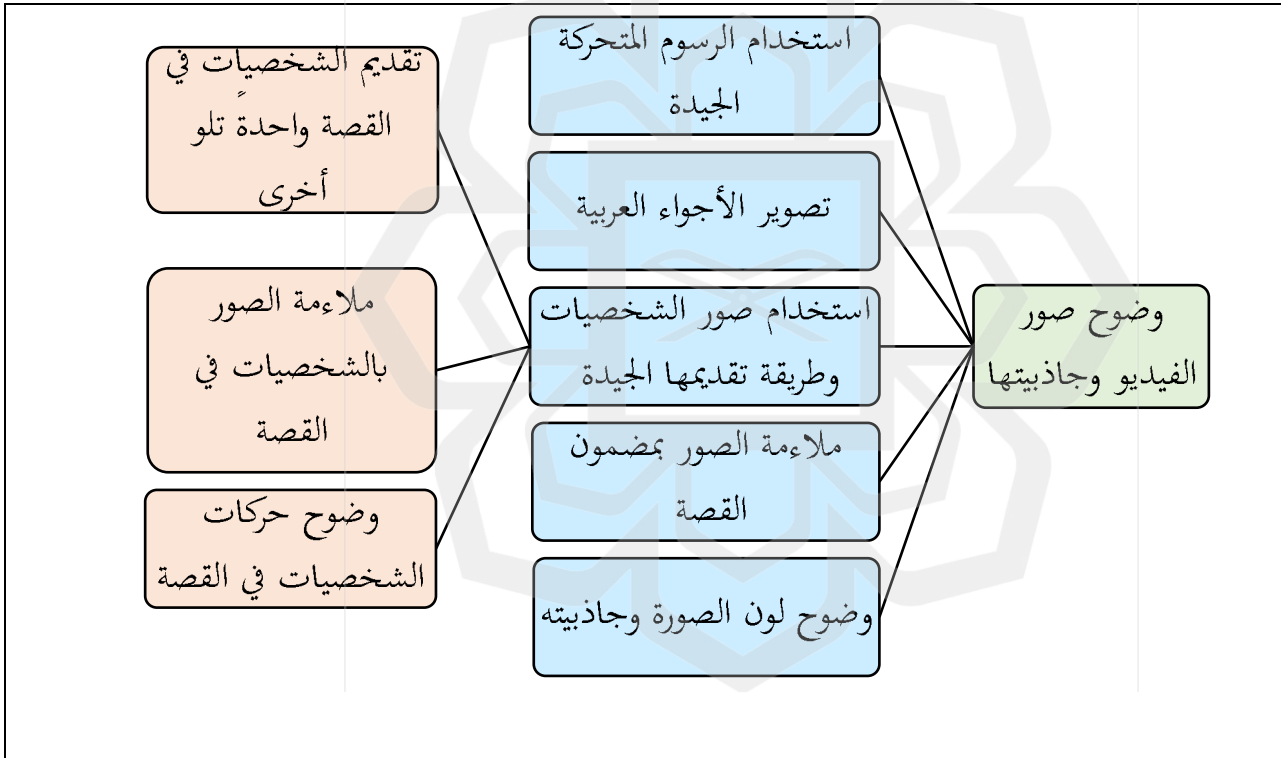 وضوح صور
الفيديو وجاذبيتها
استخدام الرسوم المتحركة
الجيدة
تصوير الأجواء العربية
استخدام صور الشخصيات
وطريقة تقديمها الجيدة
ملاءمة الصور بمضمون
القصة
وضوح لون الصورة وجاذبيته
تقديم الشخصيات في
القصة واحدةً تلو
أخرى
ملاءمة الصور
بالشخصيات في
القصة
وضوح حركات
الشخصيات في القصة